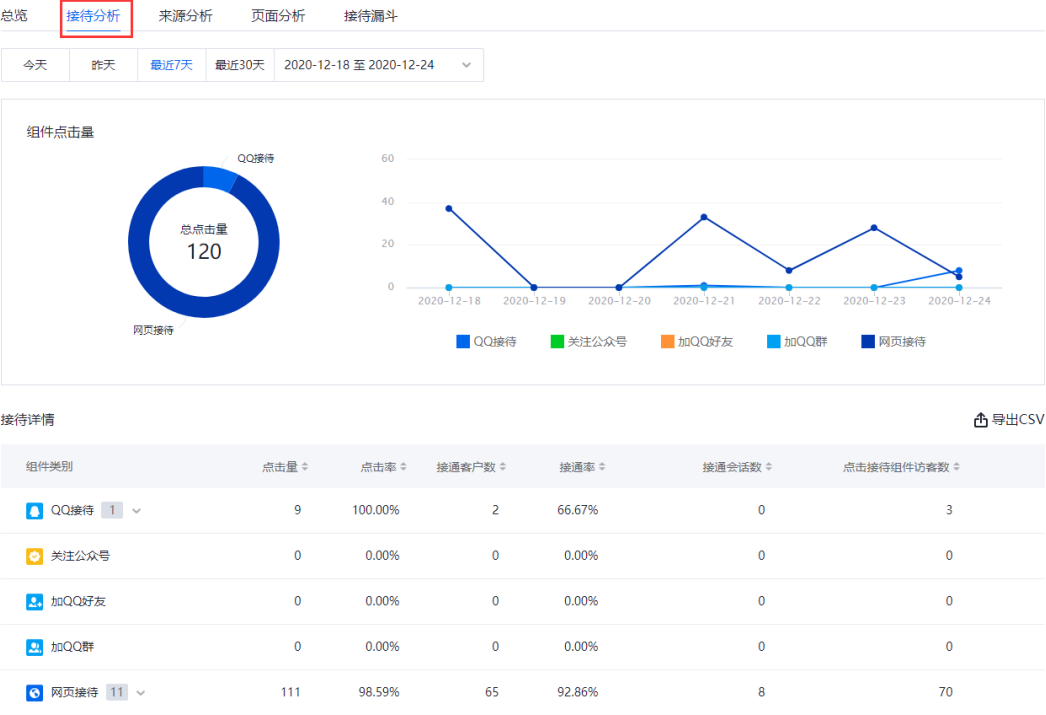 总览 接待分析 来源分析 页面分析 接待漏斗
今天 昨天 最近7天 最近30天 2020-12-18 至 2020-12-24
组件点击量
QQ接待
总点击量
120
网页接待
60
40
20
0
2020-12-18 2020-12-19 2020-12-20 2020-12-21 2020-12-22 2020-12-23 2020-12-24
QQ接待 关注公众号 加QQ好友 加QQ群 网页接待
接待详情 导出CSV
组件类别 点击量 点击率 接通客户数 接通率 接通会话数 点击接待组件访客数
QQ接待 1 9 100.00% 2 66.67% 0 3
关注公众号 0 0.00% 0 0.00% 0 0
加QQ好友 0 0.00% 0 0.00% 0 0
加QQ群 0 0.00% 0 0.00% 0 0
网页接待 11 111 98.59% 65 92.86% 8 70